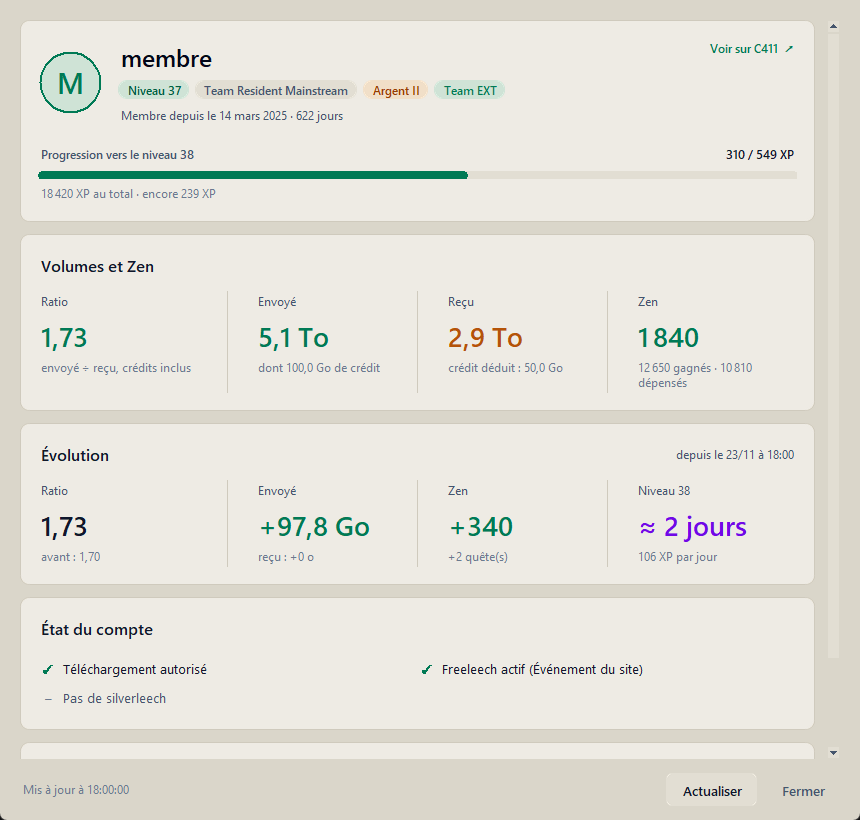 Voir sur C411 ↗
M
membre
Niveau 37 Team Resident Mainstream Argent II Team EXT
Membre depuis le 14 mars 2025 · 622 jours
Progression vers le niveau 38 310 / 549 XP
18 420 XP au total · encore 239 XP
Volumes et Zen
Ratio Envoyé Reçu Zen
1,73 5,1 To 2,9 To 1 840
envoyé ÷ reçu, crédits inclus dont 100,0 Go de crédit crédit déduit : 50,0 Go 12 650 gagnés · 10 810
dépensés
Évolution depuis le 23/11 à 18:00
Ratio Envoyé Zen Niveau 38
1,73 +97,8 Go +340 ≈ 2 jours
avant : 1,70 reçu : +0 o +2 quête(s) 106 XP par jour
État du compte
✔ Téléchargement autorisé ✔ Freeleech actif (Événement du site)
– Pas de silverleech
Mis à jour à 18:00:00 Actualiser Fermer